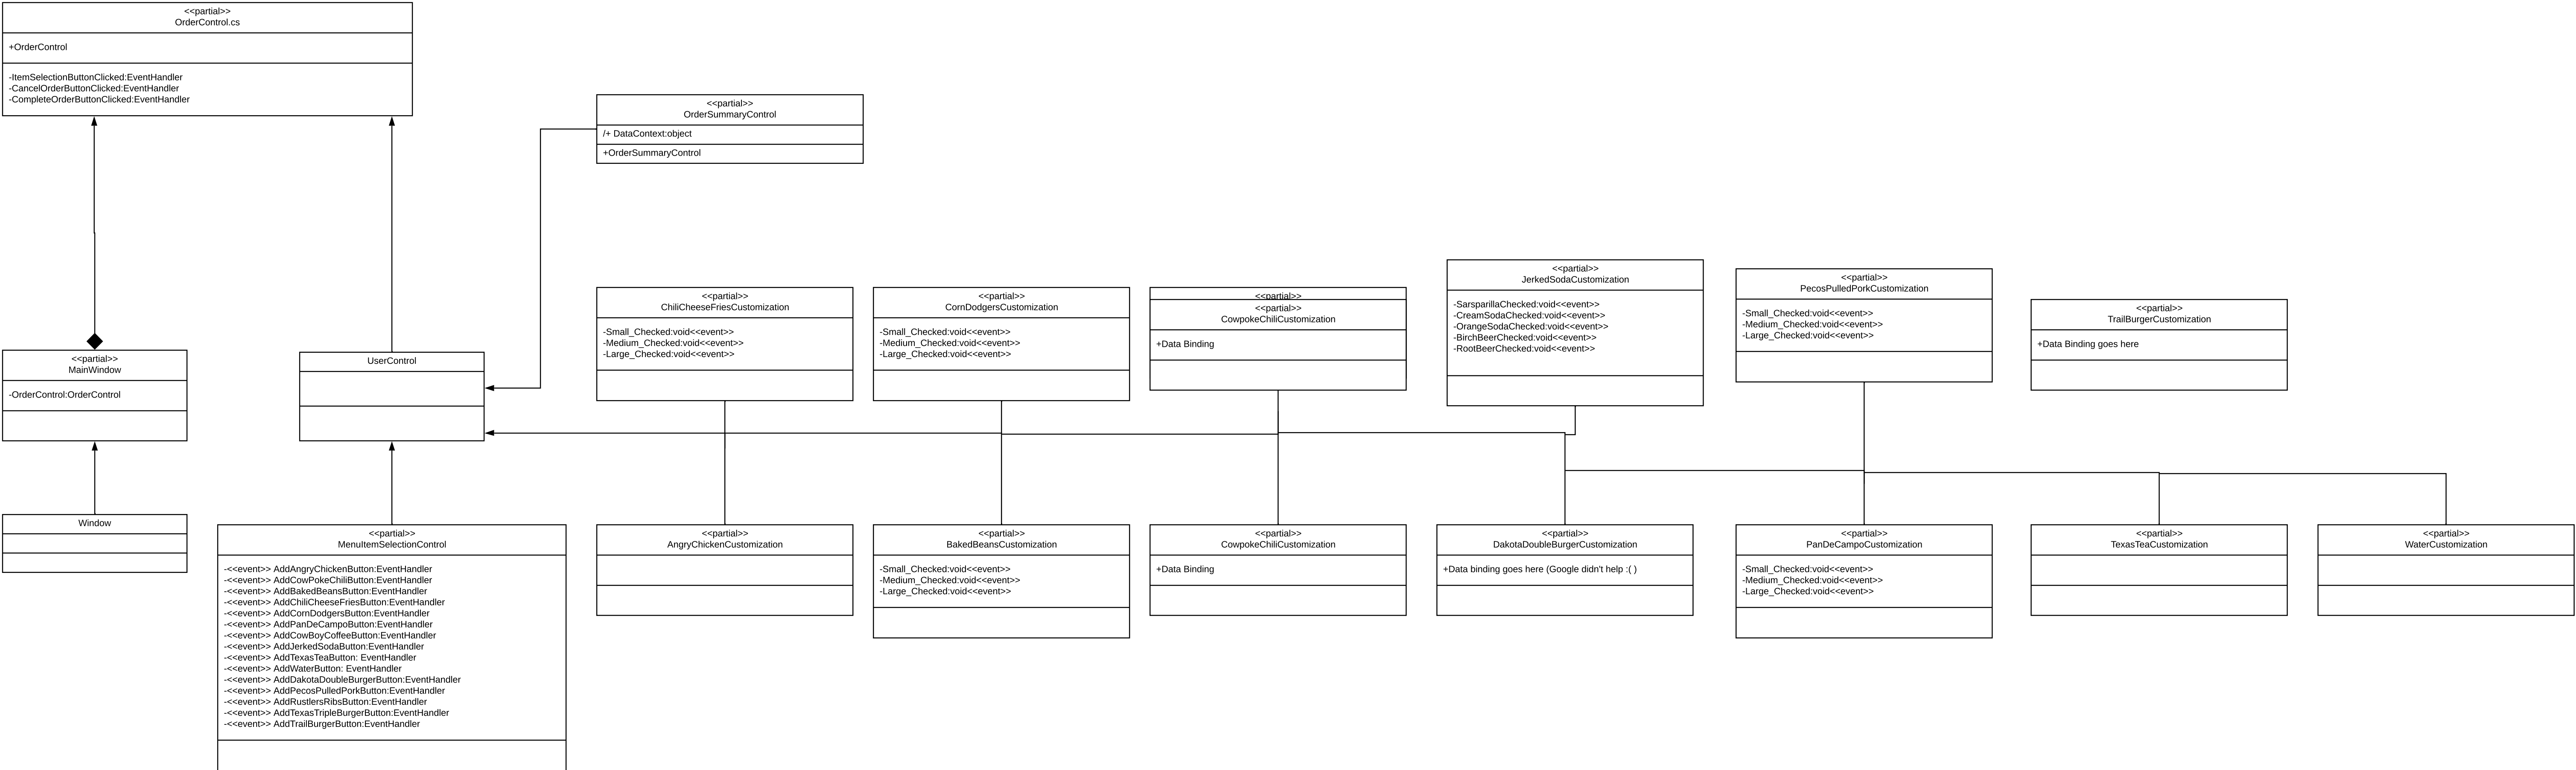 <<partial>>
OrderControl.cs
+OrderControl
-ItemSelectionButtonClicked:EventHandler
-CancelOrderButtonClicked:EventHandler
-CompleteOrderButtonClicked:EventHandler
<<partial>>
OrderSummaryControl
/+ DataContext:object
+OrderSummaryControl
<<partial>>
ChiliCheeseFriesCustomization
-Small_Checked:void<<event>>
-Medium_Checked:void<<event>>
-Large_Checked:void<<event>>
<<partial>>
CornDodgersCustomization
-Small_Checked:void<<event>>
-Medium_Checked:void<<event>>
-Large_Checked:void<<event>>
<<partial>>
<<partial>>
CowpokeChiliCustomization
+Data Binding
<<partial>>
JerkedSodaCustomization
-SarsparillaChecked:void<<event>>
-CreamSodaChecked:void<<event>>
-OrangeSodaChecked:void<<event>>
-BirchBeerChecked:void<<event>>
-RootBeerChecked:void<<event>>
<<partial>>
PecosPulledPorkCustomization
-Small_Checked:void<<event>>
-Medium_Checked:void<<event>>
-Large_Checked:void<<event>>
<<partial>>
TrailBurgerCustomization
+Data Binding goes here
<<partial>>
MainWindow
-OrderControl:OrderControl
UserControl
Window
<<partial>>
MenuItemSelectionControl
-<<event>> AddAngryChickenButton:EventHandler
-<<event>> AddCowPokeChiliButton:EventHandler
-<<event>> AddBakedBeansButton:EventHandler
-<<event>> AddChiliCheeseFriesButton:EventHandler
-<<event>> AddCornDodgersButton:EventHandler
-<<event>> AddPanDeCampoButton:EventHandler
-<<event>> AddCowBoyCoffeeButton:EventHandler
-<<event>> AddJerkedSodaButton:EventHandler
-<<event>> AddTexasTeaButton: EventHandler
-<<event>> AddWaterButton: EventHandler
-<<event>> AddDakotaDoubleBurgerButton:EventHandler
-<<event>> AddPecosPulledPorkButton:EventHandler
-<<event>> AddRustlersRibsButton:EventHandler
-<<event>> AddTexasTripleBurgerButton:EventHandler
-<<event>> AddTrailBurgerButton:EventHandler
<<partial>>
AngryChickenCustomization
<<partial>>
BakedBeansCustomization
-Small_Checked:void<<event>>
-Medium_Checked:void<<event>>
-Large_Checked:void<<event>>
<<partial>>
CowpokeChiliCustomization
+Data Binding
<<partial>>
DakotaDoubleBurgerCustomization
+Data binding goes here (Google didn't help :( )
<<partial>>
PanDeCampoCustomization
-Small_Checked:void<<event>>
-Medium_Checked:void<<event>>
-Large_Checked:void<<event>>
<<partial>>
TexasTeaCustomization
<<partial>>
WaterCustomization